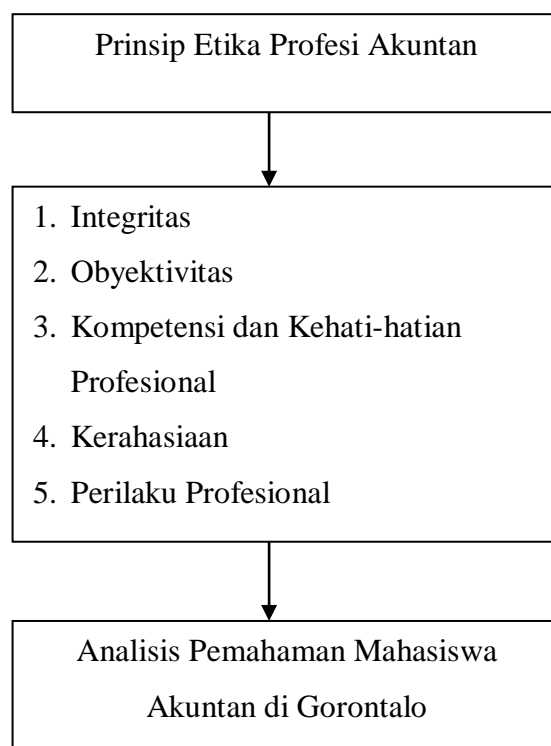 Prinsip Etika Profesi Akuntan
1. Integritas
2. Obyektivitas
3. Kompetensi dan Kehati-hatian
Profesional
4. Kerahasiaan
5. Perilaku Profesional
Analisis Pemahaman Mahasiswa
Akuntan di Gorontalo